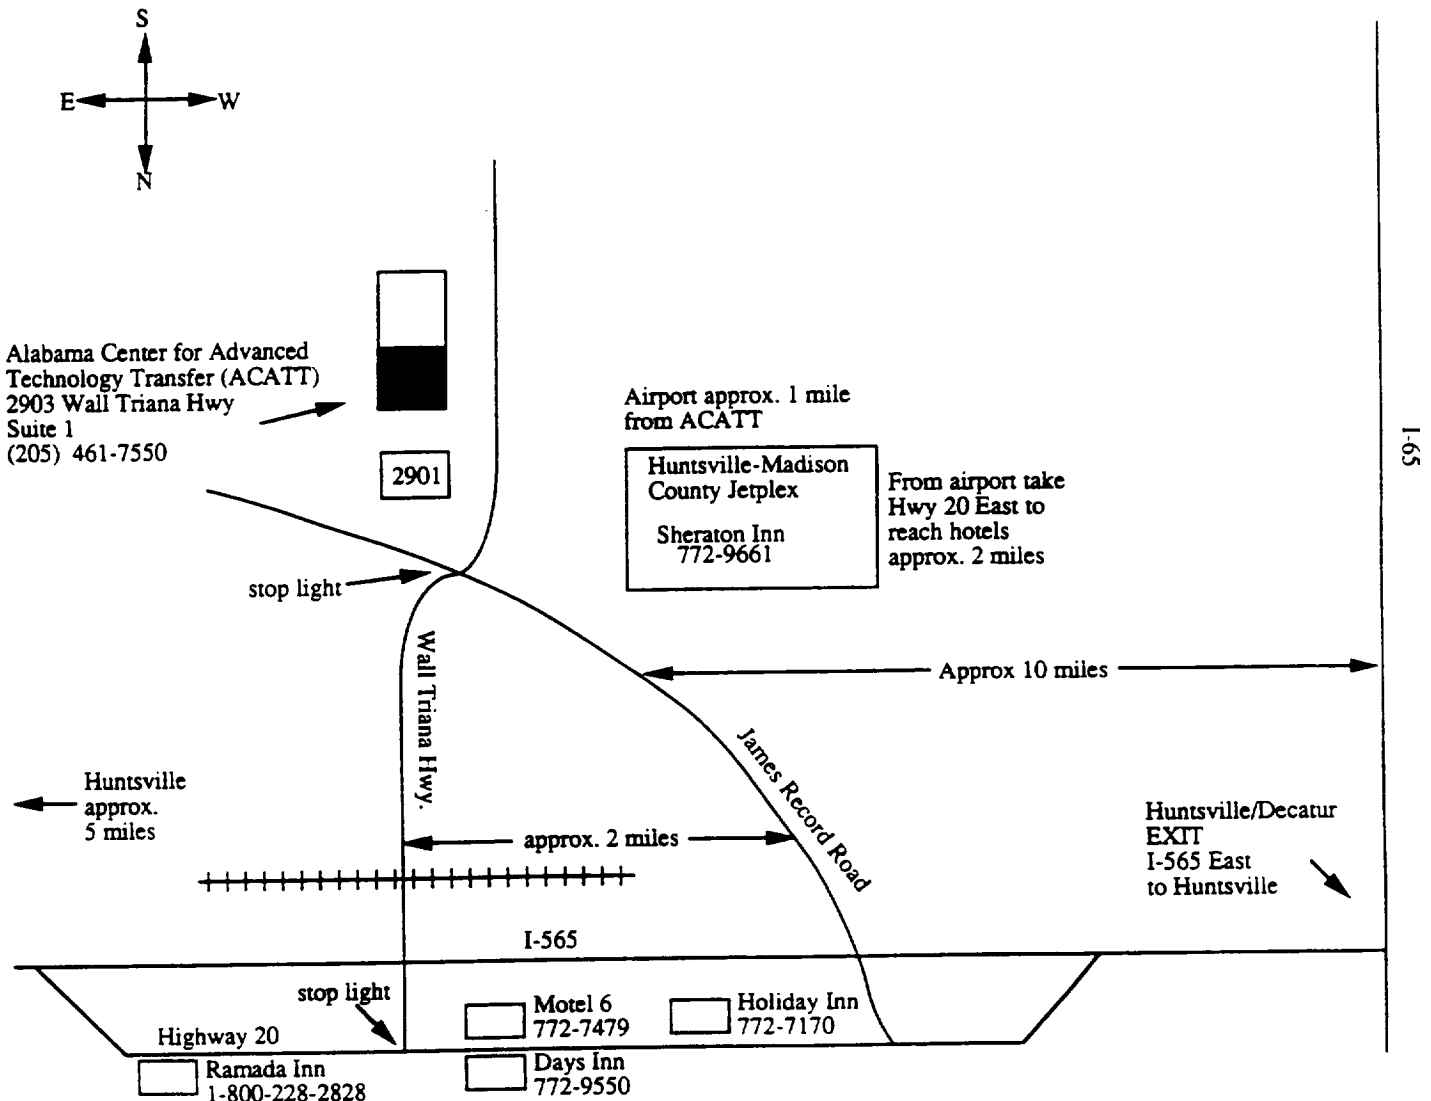 S
E
W
N
Alabama Center for Advanced
Technology Transfer (ACATT)
2903 Wall Triana Hwy
Suite 1
(205) 461-7550
2901
Airport approx. 1 mile
from ACATT
Huntsville-Madison
County Jetplex
Sheraton Inn
772-9661
From airport take
Hwy 20 East to
reach hotels
approx. 2 miles
I-65
stop light
Wall Triana Hwy.
Approx 10 miles
James Record Road
Huntsville
approx.
5 miles
approx. 2 miles
Huntsville/Decatur
EXIT
I-565 East
to Huntsville
I-565
stop light
Highway 20
Motel 6
772-7479
Holiday Inn
772-7170
Ramada Inn
1-800-228-2828
Days Inn
772-9550